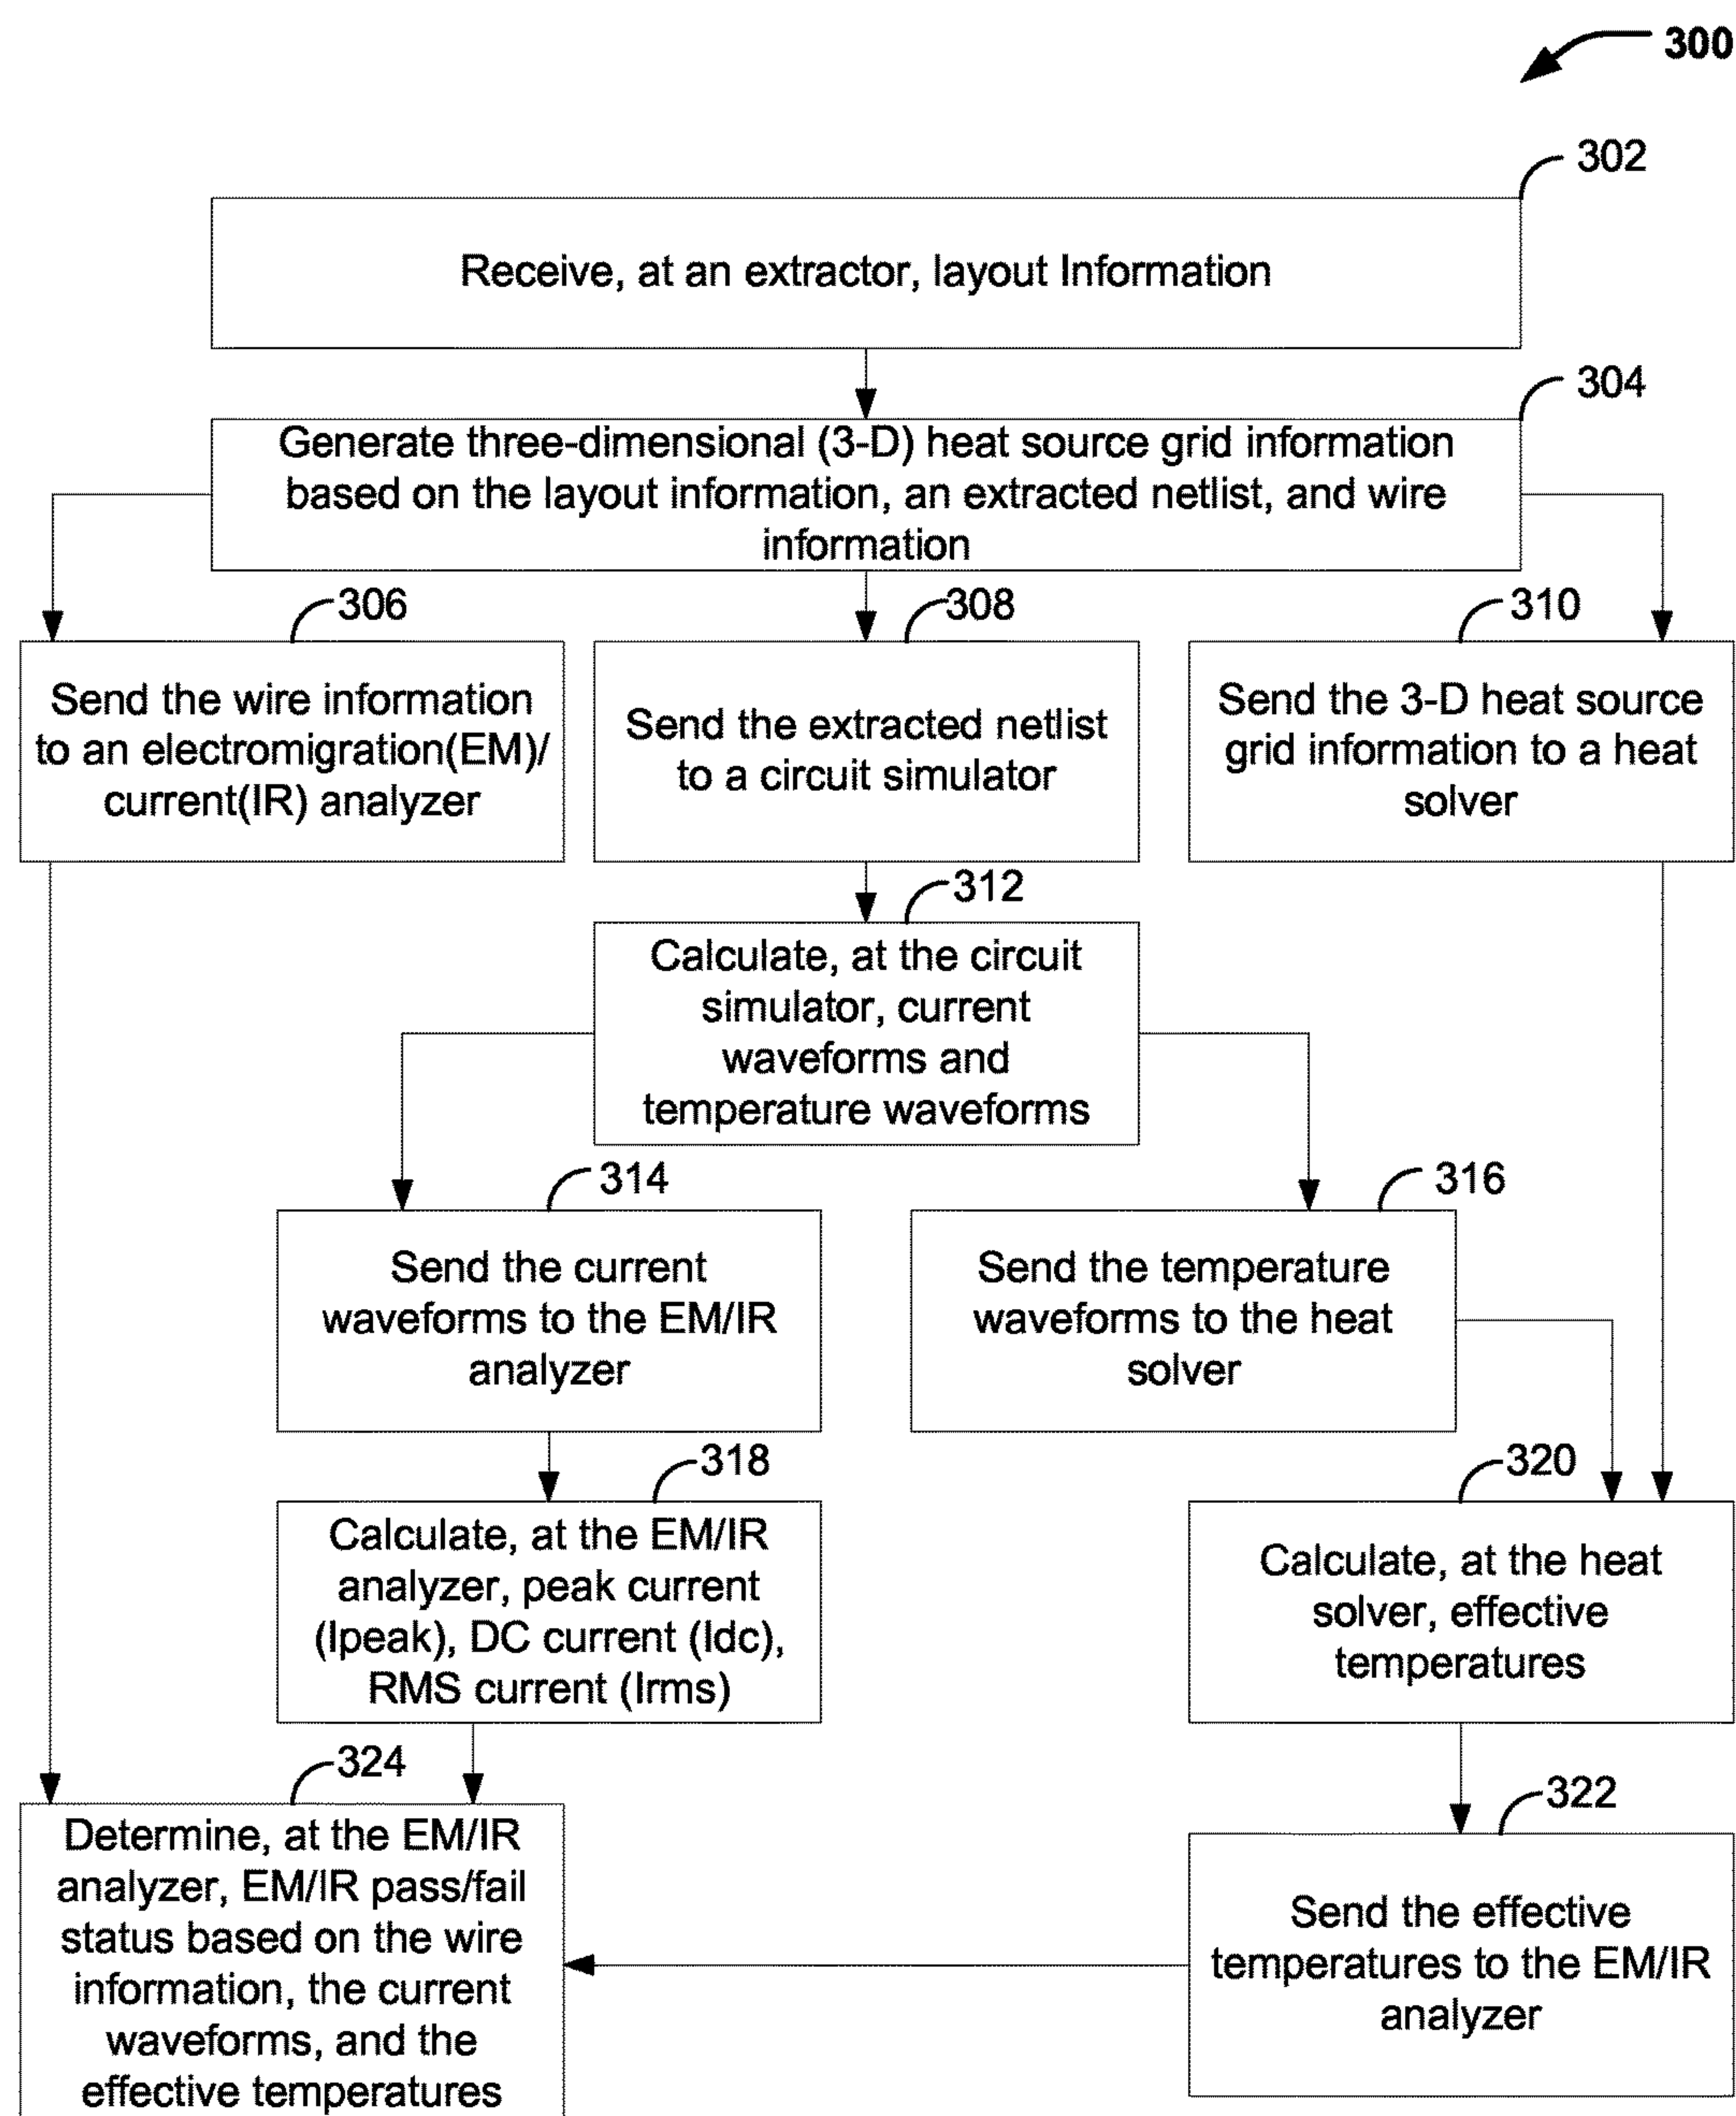 300
302
Receive, at an extractor, layout Information
304
Generate three-dimensional (3-D) heat source grid information
based on the layout information, an extracted netlist, and wire
information
306
308
310
Send the wire information
to an electromigration(EM)/
current(IR) analyzer
Send the extracted netlist
to a circuit simulator
Send the 3-D heat source
grid information to a heat
solver
312
Calculate, at the circuit
simulator, current
waveforms and
temperature waveforms
314
316
Send the current
waveforms to the EM/IR
analyzer
Send the temperature
waveforms to the heat
solver
318
320
Calculate, at the EM/IR
analyzer, peak current
(Ipeak), DC current (Idc),
RMS current (Irms)
Calculate, at the heat
solver, effective
temperatures
324
322
Determine, at the EM/IR
analyzer, EM/IR pass/fail
status based on the wire
information, the current
waveforms, and the
effective temperatures
Send the effective
temperatures to the EM/IR
analyzer